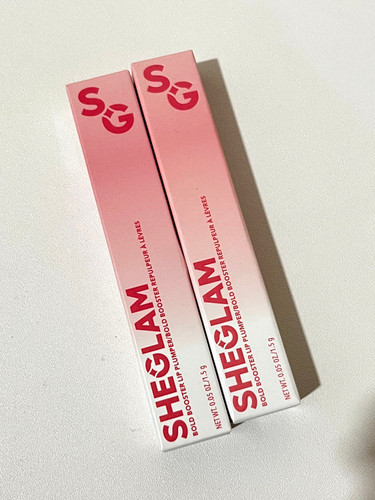 SG
SHEGLAM
BOLD BOOSTER LIP PLUMPER/BOLD BOOSTER REPULPEUR À LÈVRES
NET WT. 0.05 OZ/1.5 g
SG
SHEGLAM
BOLD BOOSTER LIP PLUMPER/BOLD BOOSTER REPULPEUR À LÈVRES
NET WT. 0.05 OZ/1.5 g